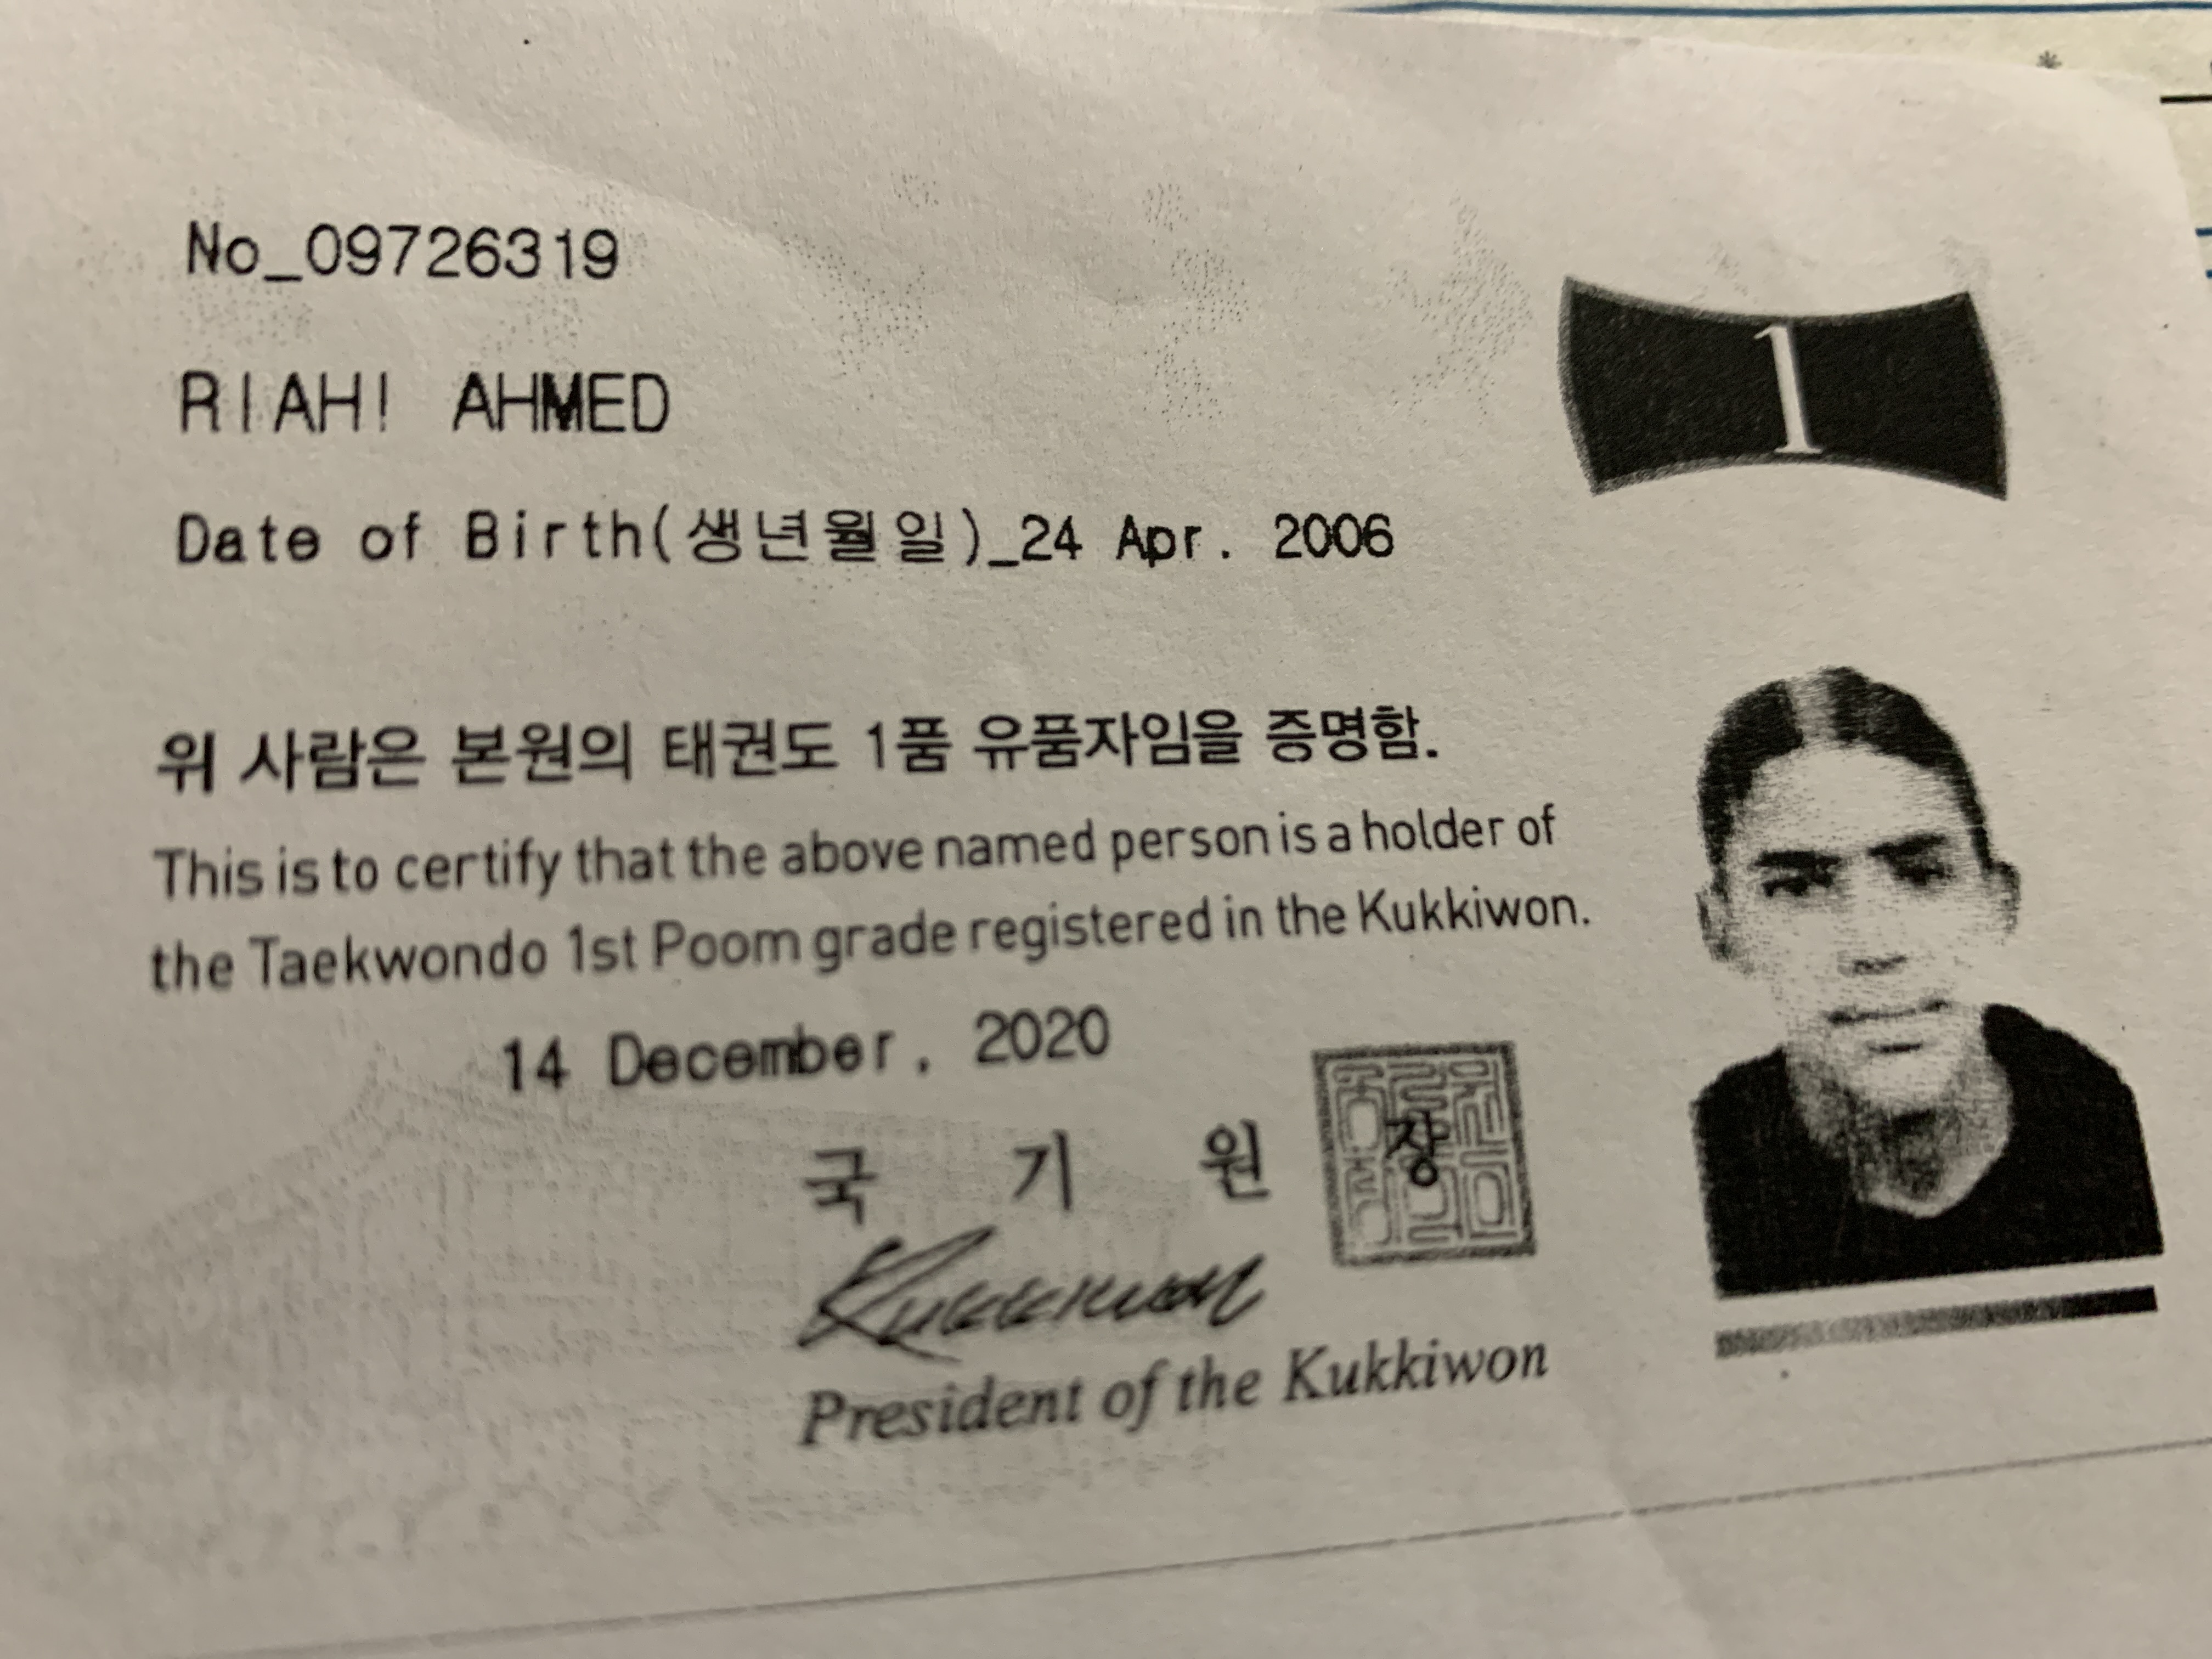 No_09726319
1
RIAH! AHMED
Date of Birth(생년월일)_24 Apr. 2006
위 사람은 본원의 태권도 1품 유품자임을 증명함.
This is to certify that the above named person is a holder of
the Taekwondo 1st Poom grade registered in the Kukkiwon.
14 December, 2020
국 기 원 장
Kukkiwon
President of the Kukkiwon